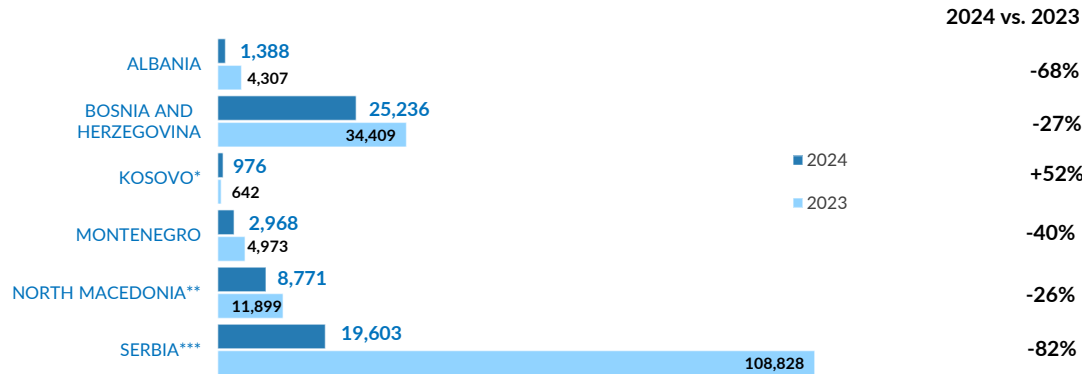 2024 vs. 2023
ALBANIA
1,388
4,307
-68%
BOSNIA AND
HERZEGOVINA
25,236
34,409
-27%
KOSOVO*
976
642
+52%
2024
2023
MONTENEGRO
2,968
4,973
-40%
NORTH MACEDONIA**
8,771
11,899
-26%
SERBIA***
19,603
108,828
-82%